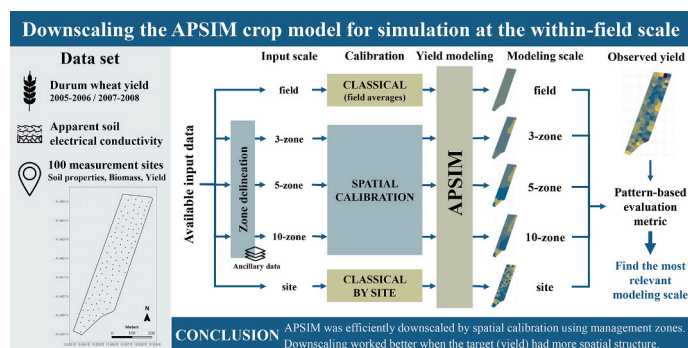 Downscaling the APSIM crop model for simulation at the within-field scale
Data set
Durum wheat yield
2005-2006 / 2007-2008
Apparent soil
electrical conductivity
100 measurement sites
Soil properties, Biomass, Yield
N
Meters
0 100 200
Input scale
Calibration
Yield modeling
Modeling scale
Observed yield
Available input data
Zone delineation
Ancillary data
field
3-zone
5-zone
10-zone
site
CLASSICAL
(field averages)
SPATIAL
CALIBRATION
CLASSICAL
BY SITE
APSIM
field
3-zone
5-zone
10-zone
site
Pattern-based
evaluation
metric
Find the most
relevant
modeling scale
CONCLUSION
APSIM was efficiently downscaled by spatial calibration using management zones.
Downscaling worked better when the target (yield) had more spatial structure.